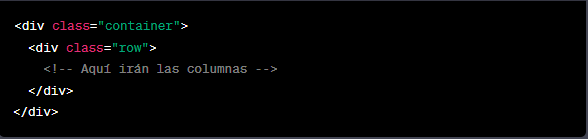 <div class="container">
  <div class="row">
    <!-- Aquí irán las columnas -->
  </div>
</div>